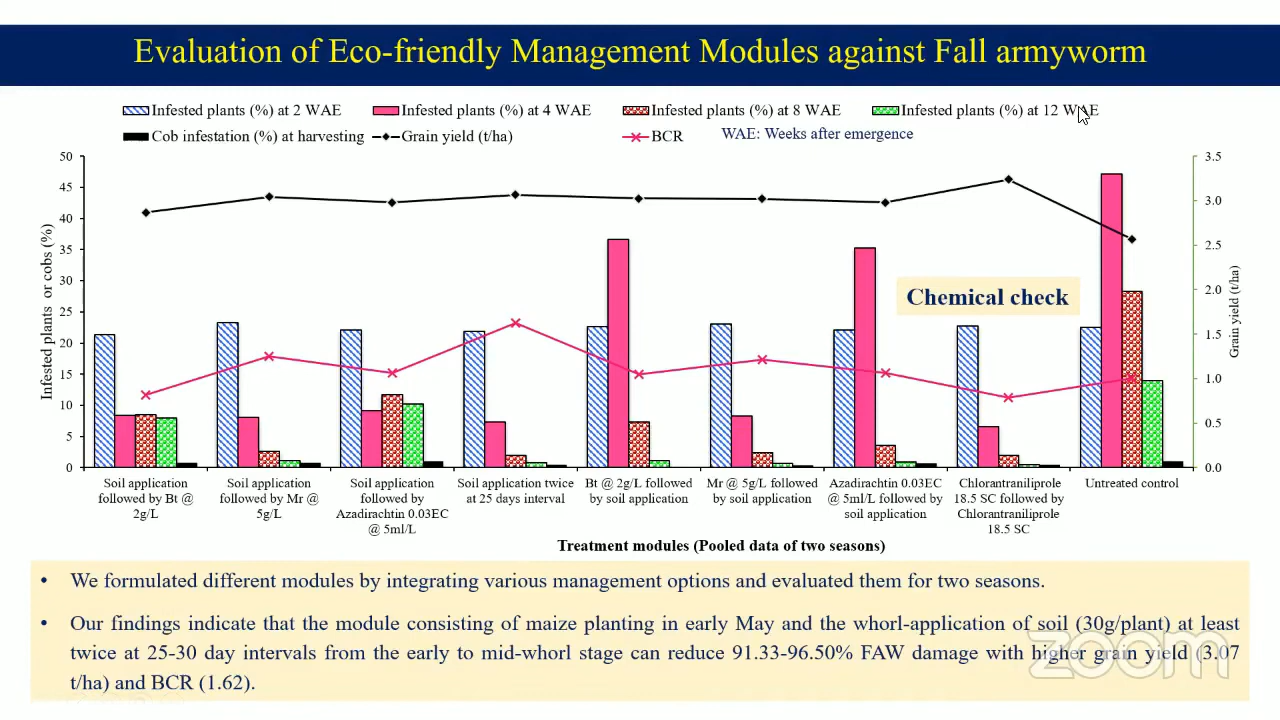 Evaluation of Eco-friendly Management Modules against Fall armyworm
Infested plants (%) at 2 WAE
Infested plants (%) at 4 WAE
Infested plants (%) at 8 WAE
Infested plants (%) at 12 WAE
Cob infestation (%) at harvesting
Grain yield (t/ha)
BCR
WAE: Weeks after emergence
Infested plants or cobs (%)
50
45
40
35
30
25
20
15
10
5
0
3.5
3.0
2.5
2.0
1.5
1.0
0.5
0.0
Grain yield (t/ha)
Chemical check
Soil application
followed by Bt @
2g/L
Soil application
followed by Mr @
5g/L
Soil application
followed by
Azadirachtin 0.03EC
@ 5ml/L
Soil application twice
at 25 days interval
Bt @ 2g/L followed
by soil application
Mr @ 5g/L followed
by soil application
Azadirachtin 0.03EC
@ 5ml/L followed by
soil application
Chlorantraniliprole
18.5 SC followed by
Chlorantraniliprole
18.5 SC
Untreated control
Treatment modules (Pooled data of two seasons)
• We formulated different modules by integrating various management options and evaluated them for two seasons.
• Our findings indicate that the module consisting of maize planting in early May and the whorl-application of soil (30g/plant) at least
twice at 25-30 day intervals from the early to mid-whorl stage can reduce 91.33-96.50% FAW damage with higher grain yield (3.07
t/ha) and BCR (1.62).
zoom